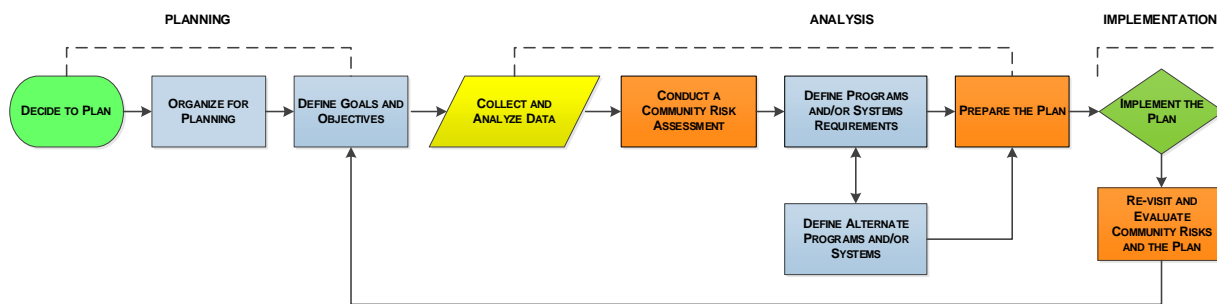 PLANNING
ANALYSIS
IMPLEMENTATION
DECIDE TO PLAN
ORGANIZE FOR
PLANNING
DEFINE GOALS AND
OBJECTIVES
COLLECT AND
ANALYZE DATA
CONDUCT A
COMMUNITY RISK
ASSESSMENT
DEFINE PROGRAMS
AND/OR SYSTEMS
REQUIREMENTS
PREPARE THE PLAN
IMPLEMENT THE
PLAN
DEFINE ALTERNATE
PROGRAMS AND/OR
SYSTEMS
RE-VISIT AND
EVALUATE
COMMUNITY RISKS
AND THE PLAN